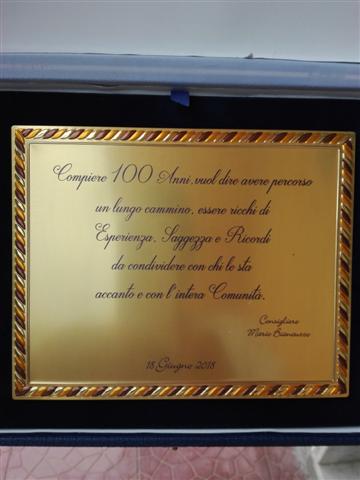 Compiere 100 Anni, vuol dire avere percorso
un lungo cammino, essere ricchi di
Esperienza, Saggezza e Ricordi
da condividere con chi le sta
accanto e con l'intera Comunità.
Consigliere
Mario
18 Giugno 2018